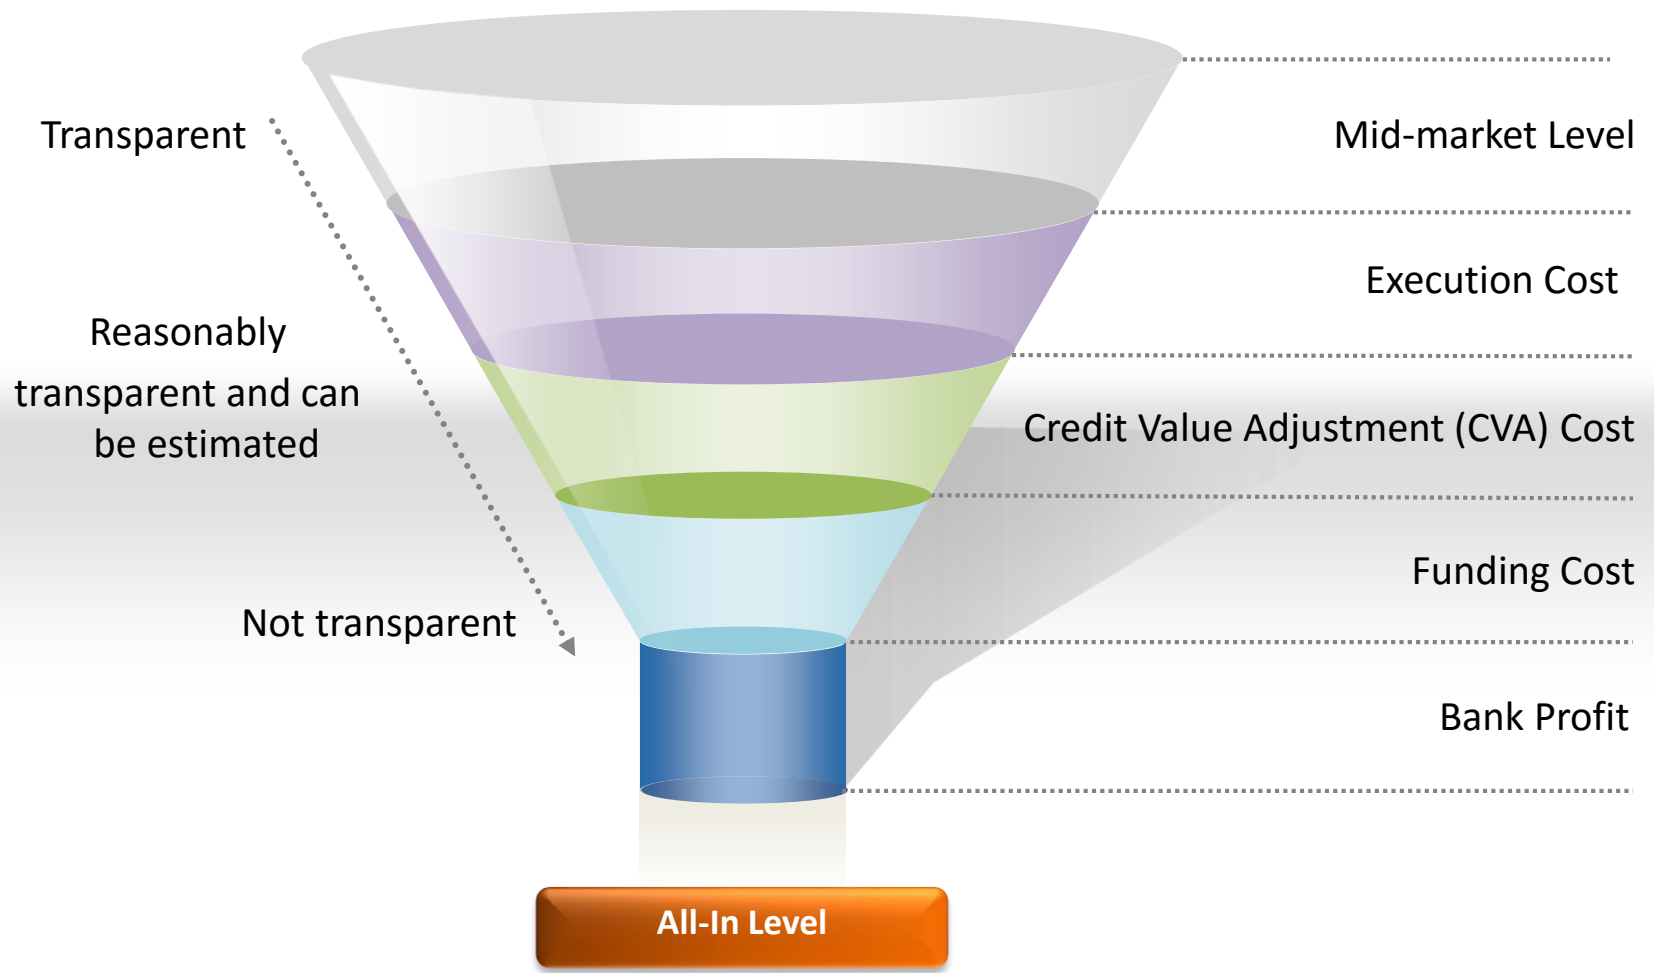 Transparent
Mid-market Level
Execution Cost
Reasonably
transparent and can
be estimated
Credit Value Adjustment (CVA) Cost
Funding Cost
Not transparent
Bank Profit
All-In Level